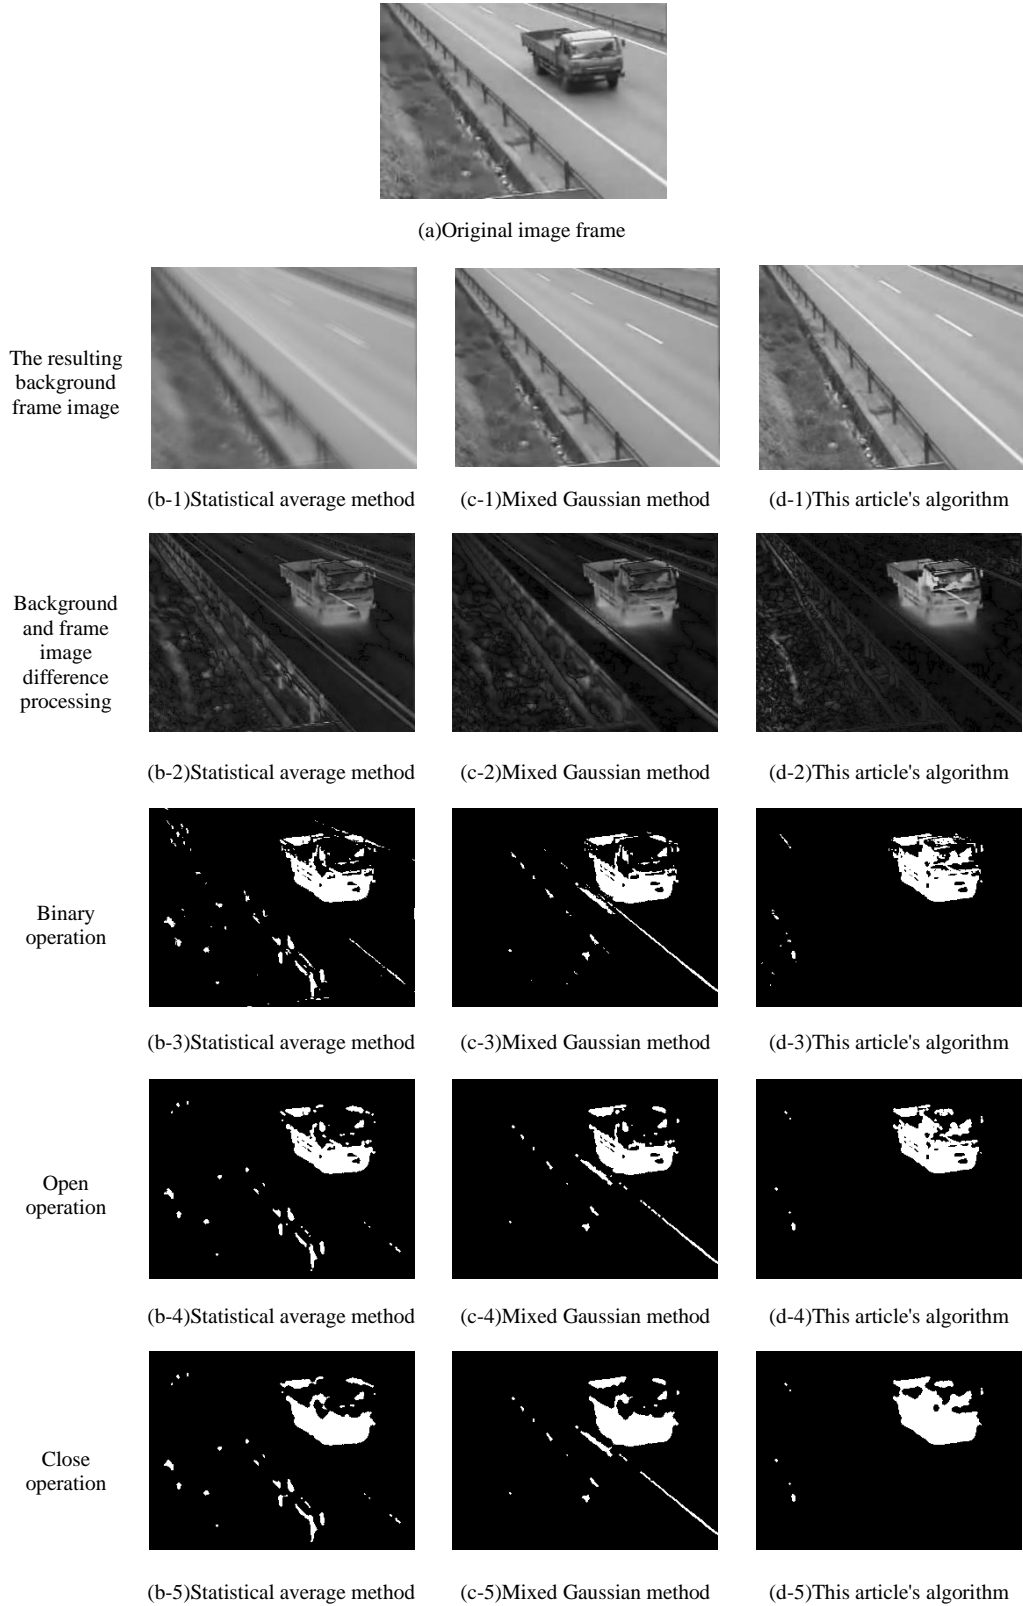 (a)Original image frame
The resulting
background
frame image
(b-1)Statistical average method
(c-1)Mixed Gaussian method
(d-1)This article's algorithm
Background
and frame
image
difference
processing
(b-2)Statistical average method
(c-2)Mixed Gaussian method
(d-2)This article's algorithm
Binary
operation
(b-3)Statistical average method
(c-3)Mixed Gaussian method
(d-3)This article's algorithm
Open
operation
(b-4)Statistical average method
(c-4)Mixed Gaussian method
(d-4)This article's algorithm
Close
operation
(b-5)Statistical average method
(c-5)Mixed Gaussian method
(d-5)This article's algorithm